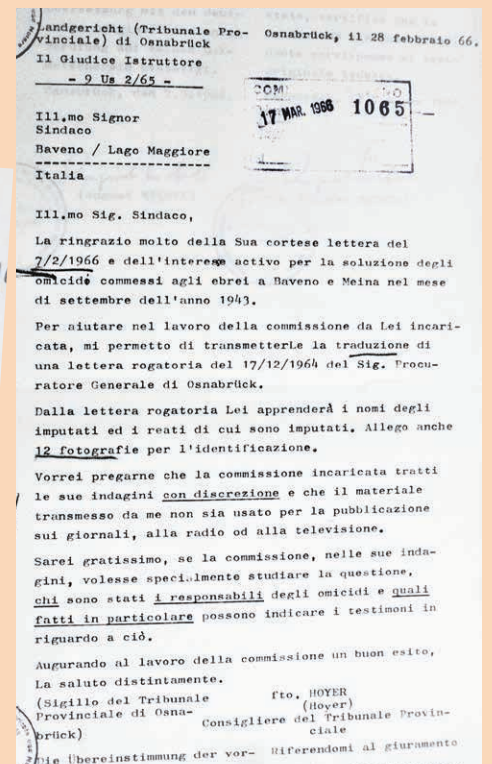 Landgericht (Tribunale Pro-
vinciale) di Osnabrück
Osnabrück, il 28 febbraio 66.
Il Giudice Istruttore
- 9 Us 2/65 -
COM NO
17 MAR. 1966 1065
Ill.mo Signor
Sindaco
Baveno / Lago Maggiore
Italia
Ill.mo Sig. Sindaco,
La ringrazio molto della Sua cortese lettera del
7/2/1966 e dell'interesse activo per la soluzione degli
omicidi commessi agli ebrei a Baveno e Meina nel mese
di settembre dell'anno 1943.
Per aiutare nel lavoro della commissione da Lei incari-
cata, mi permetto di transmetterLe la traduzione di
una lettera rogatoria del 17/12/1964 del Sig. Procu-
ratore Generale di Osnabrück.
Dalla lettera rogatoria Lei apprenderà i nomi degli
imputati ed i reati di cui sono imputati. Allego anche
12 fotografie per l'identificazione.
Vorrei pregarne che la commissione incaricata tratti
le sue indagini con discrezione e che il materiale
transmesso da me non sia usato per la pubblicazione
sui giornali, alla radio od alla televisione.
Sarei gratissimo, se la commissione, nelle sue inda-
gini, volesse specialmente studiare la questione,
chi sono stati i responsabili degli omicidi e quali
fatti in particolare possono indicare i testimoni in
riguardo a ciò.
Augurando al lavoro della commissione un buon esito,
La saluto distintamente.
(Sigillo del Tribunale
Provinciale di Osna-
brück)
fto. HOYER
(Hoyer)
Consigliere del Tribunale Provin-
ciale
Die Übereinstimmung der vor-
Riferendomi al giuramento